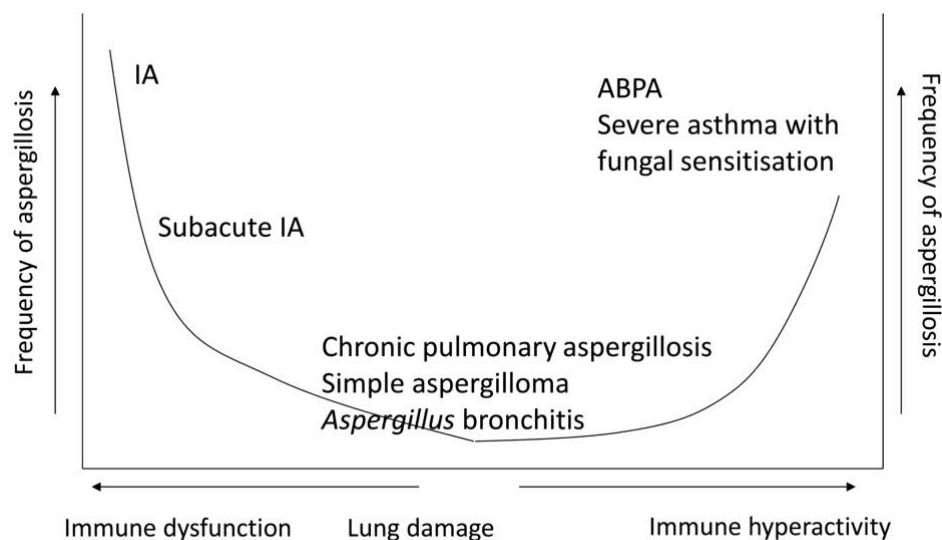 Frequency of aspergillosis
IA
Subacute IA
Chronic pulmonary aspergillosis
Simple aspergilloma
Aspergillus bronchitis
ABPA
Severe asthma with
fungal sensitisation
Frequency of aspergillosis
Immune dysfunction
Lung damage
Immune hyperactivity